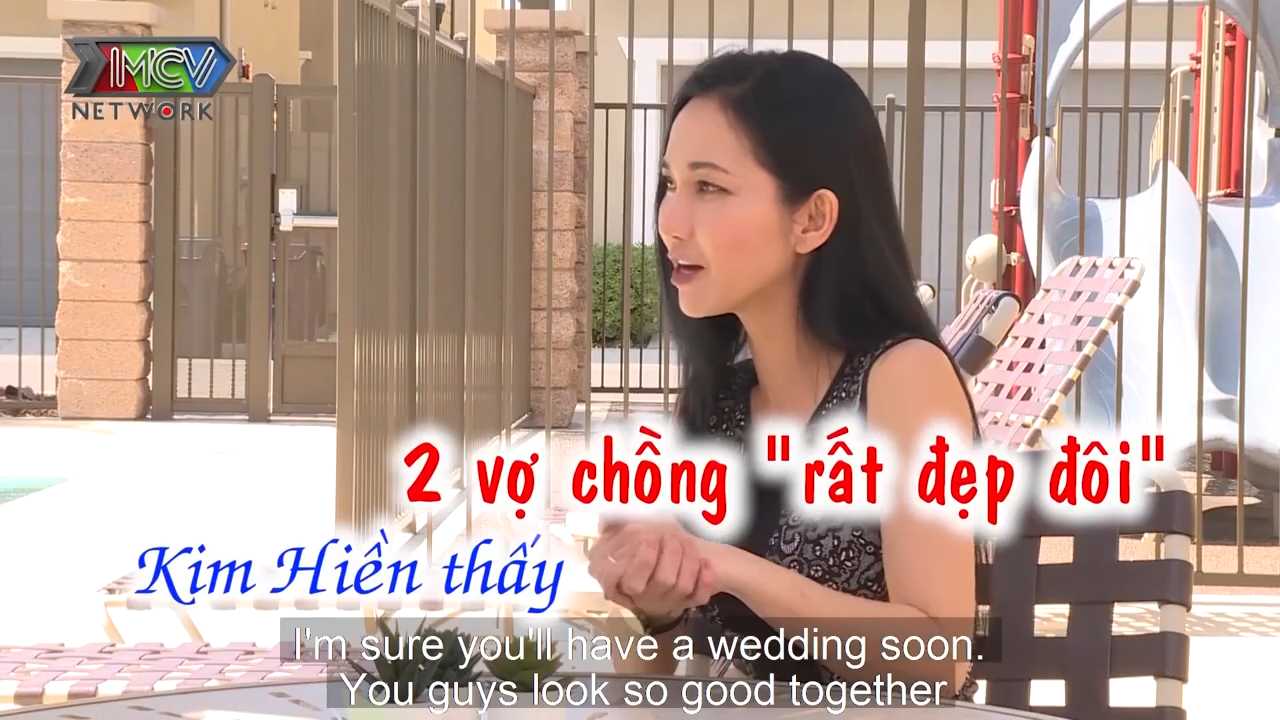 MCV
NETWORK
2 vợ chồng "rất đẹp đôi"
Kim Hiền thấy
I'm sure you'll have a wedding soon.
You guys look so good together